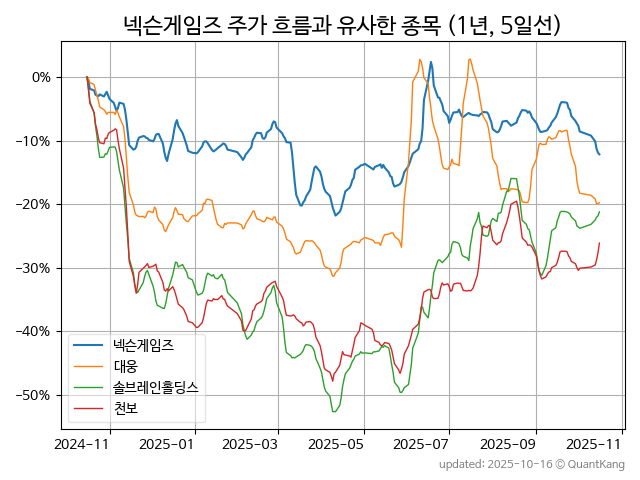 넥슨게임즈 주가 흐름과 유사한 종목 (1년, 5일선)
0%
−10%
−20%
−30%
−40%
−50%
넥슨게임즈
대웅
솔브레인홀딩스
천보
2024-11
2025-01
2025-03
2025-05
2025-07
2025-09
2025-11
updated: 2025-10-16 © QuantKang